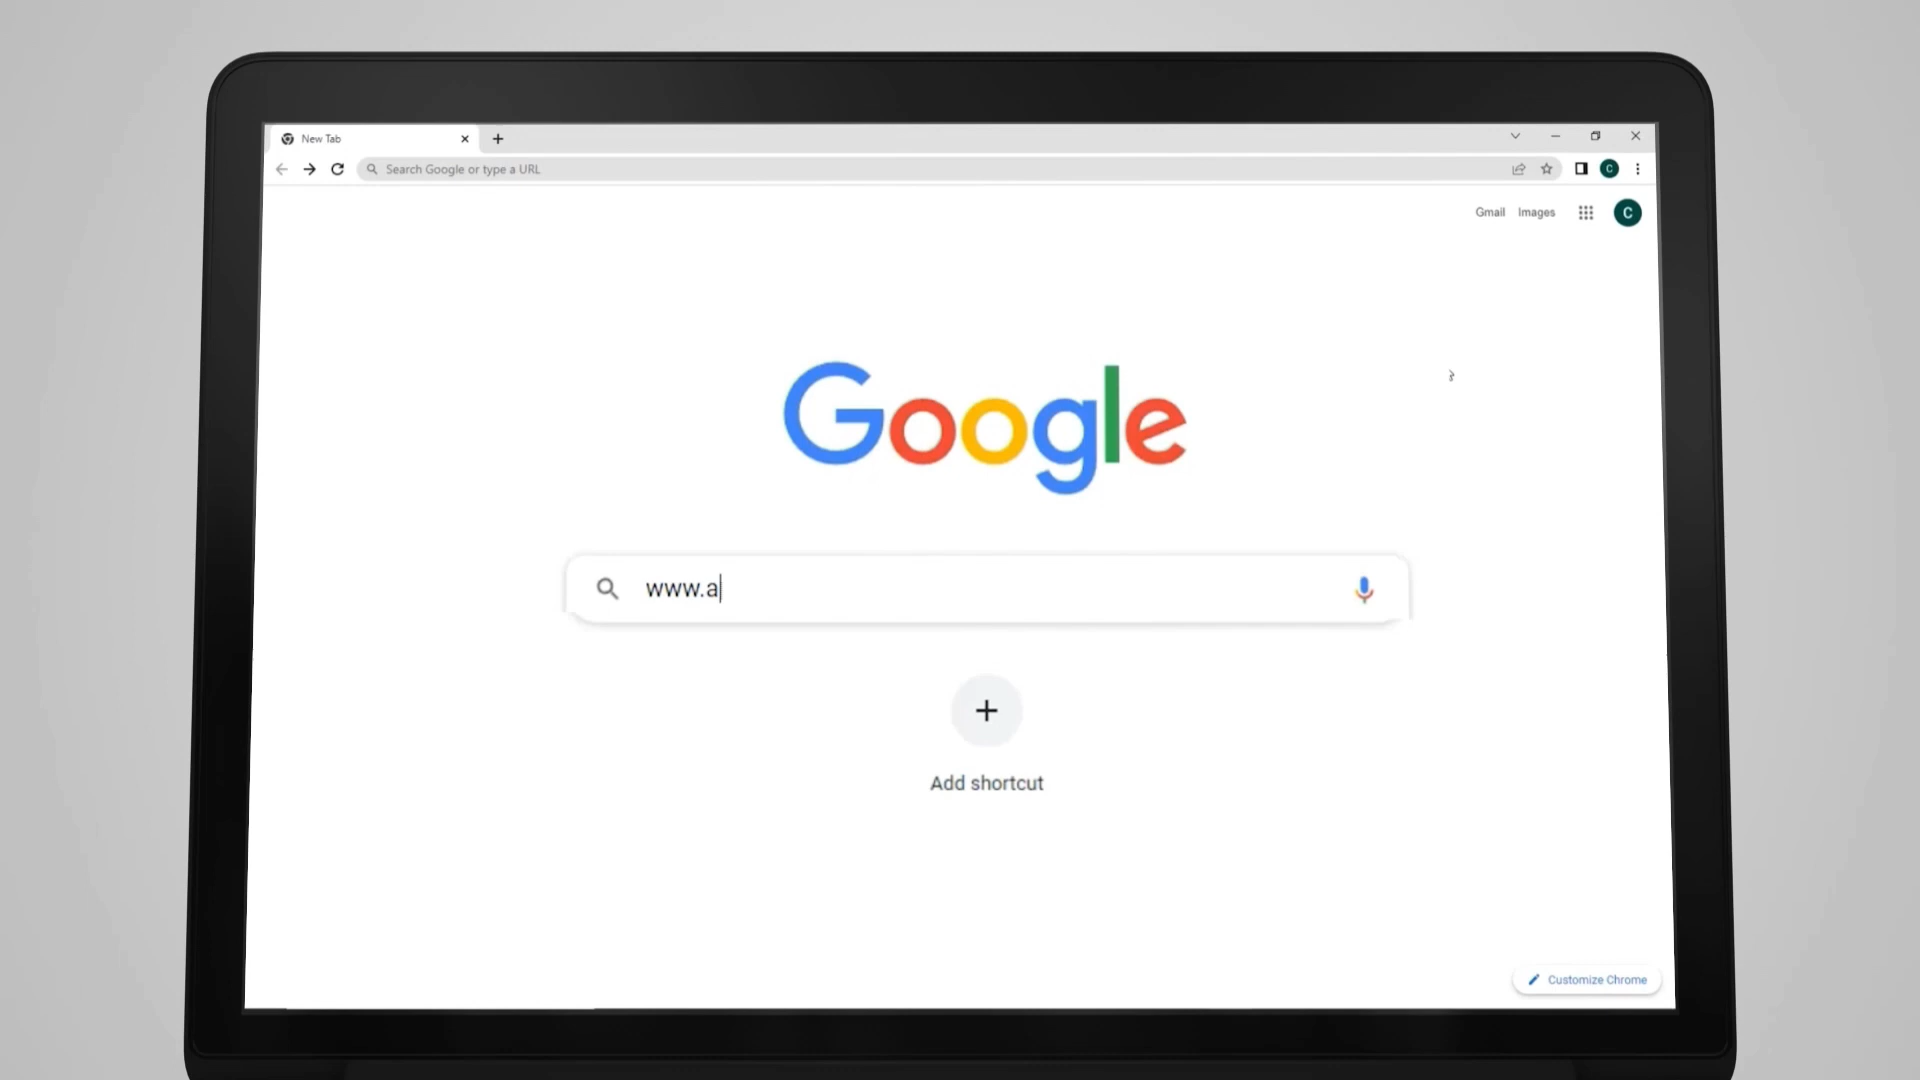 New Tab
Search Google or type a URL
C
Gmail Images
C
Google
www.a
Add shortcut
Customize Chrome